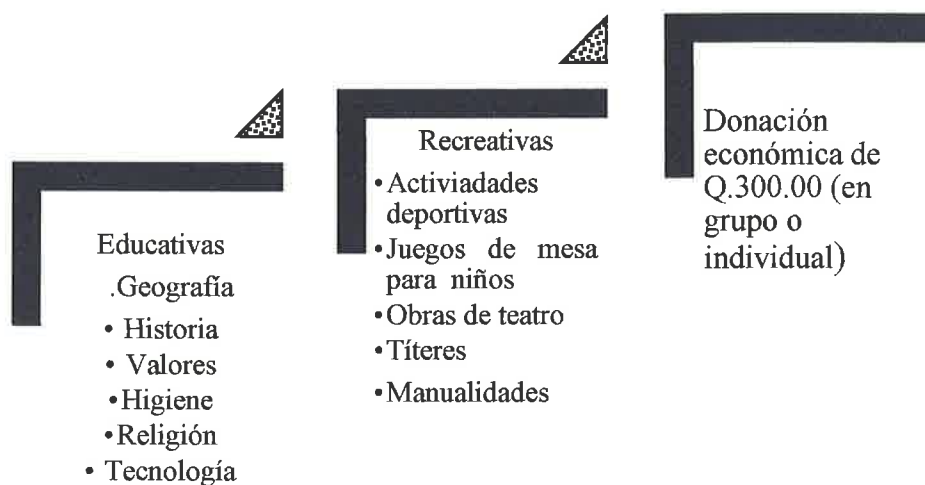 Educativas
.Geografía
• Historia
• Valores
•Higiene
•Religión
• Tecnología
Recreativas
•Activiadades
deportivas
•Juegos de mesa
para niños
•Obras de teatro
•Títeres
•Manualidades
Donación
económica de
Q.300.00 (en
grupo o
individual)